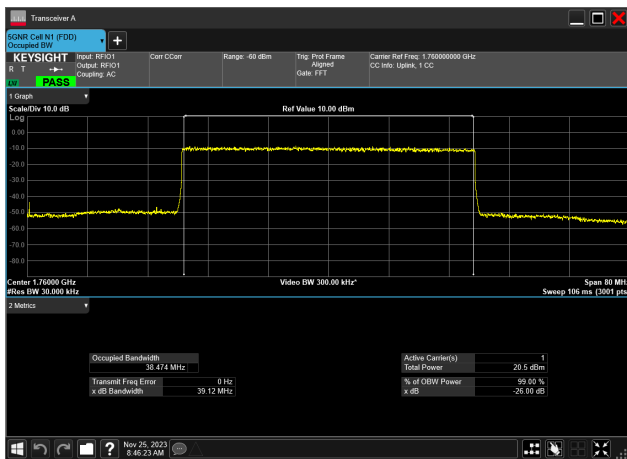 Transceiver A
5GNR Cell N1 (FDD)
Occupied BW
KEYSIGHT
R T
LV
PASS
Input: RFIO1
Output: RFIO1
Coupling: AC
Corr CCorr
Range: -60 dBm
Trig: Prot Frame
Aligned
Gate: FFT
Carrier Ref Freq: 1.760000000 GHz
CC Info: Uplink, 1 CC
1 Graph
Scale/Div 10.0 dB
Ref Value 10.00 dBm
Log
0.00
-10.0
-20.0
-30.0
-40.0
-50.0
-60.0
-70.0
-80.0
Center 1.76000 GHz
Video BW 300.00 kHz*
Span 80 MHz
#Res BW 30.000 kHz
Sweep 106 ms (3001 pts
2 Metrics
Occupied Bandwidth
38.474 MHz
Active Carrier(s) 1
Total Power 20.5 dBm
Transmit Freq Error 0 Hz
x dB Bandwidth 39.12 MHz
% of OBW Power 99.00 %
x dB -26.00 dB
Nov 25, 2023
8:46:23 AM